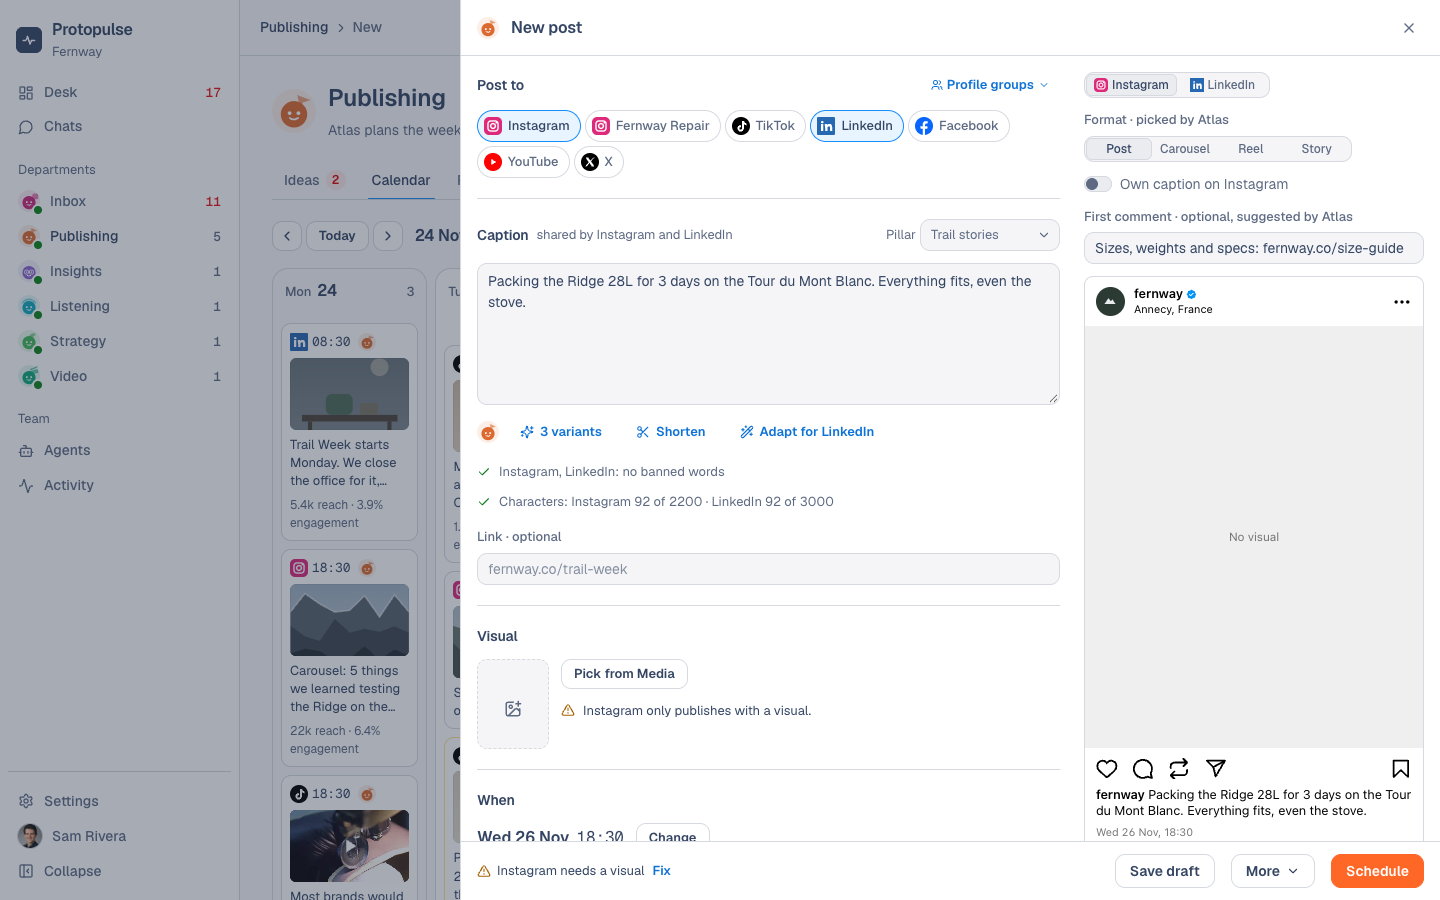 Protopulse
Fernway
Desk 17
Chats
Departments
Inbox 11
Publishing 5
Insights 1
Listening 1
Strategy 1
Video 1
Team
Agents
Activity
Settings
Sam Rivera
Collapse
Publishing > New
Publishing
Atlas plans the week
Ideas 2 Calendar
Today 24 No
Mon 24 3
Tu
08:30
Trail Week starts
Monday. We close
the office for it,...
5.4k reach · 3.9%
engagement
18:30
Carousel: 5 things
we learned testing
the Ridge on the...
22k reach · 6.4%
engagement
18:30
Most brands would
New post
Post to
Profile groups
Instagram Fernway Repair TikTok LinkedIn Facebook
YouTube X
Caption shared by Instagram and LinkedIn
Pillar Trail stories
Packing the Ridge 28L for 3 days on the Tour du Mont Blanc. Everything fits, even the
stove.
3 variants Shorten Adapt for LinkedIn
Instagram, LinkedIn: no banned words
Characters: Instagram 92 of 2200 · LinkedIn 92 of 3000
Link · optional
fernway.co/trail-week
Visual
Pick from Media
Instagram only publishes with a visual.
When
Wed 26 Nov 18:30 Change
Instagram LinkedIn
Format · picked by Atlas
Post Carousel Reel Story
Own caption on Instagram
First comment · optional, suggested by Atlas
Sizes, weights and specs: fernway.co/size-guide
fernway
Annecy, France
No visual
fernway Packing the Ridge 28L for 3 days on the Tour
du Mont Blanc. Everything fits, even the stove.
Wed 26 Nov, 18:30
Instagram needs a visual Fix
Save draft More Schedule